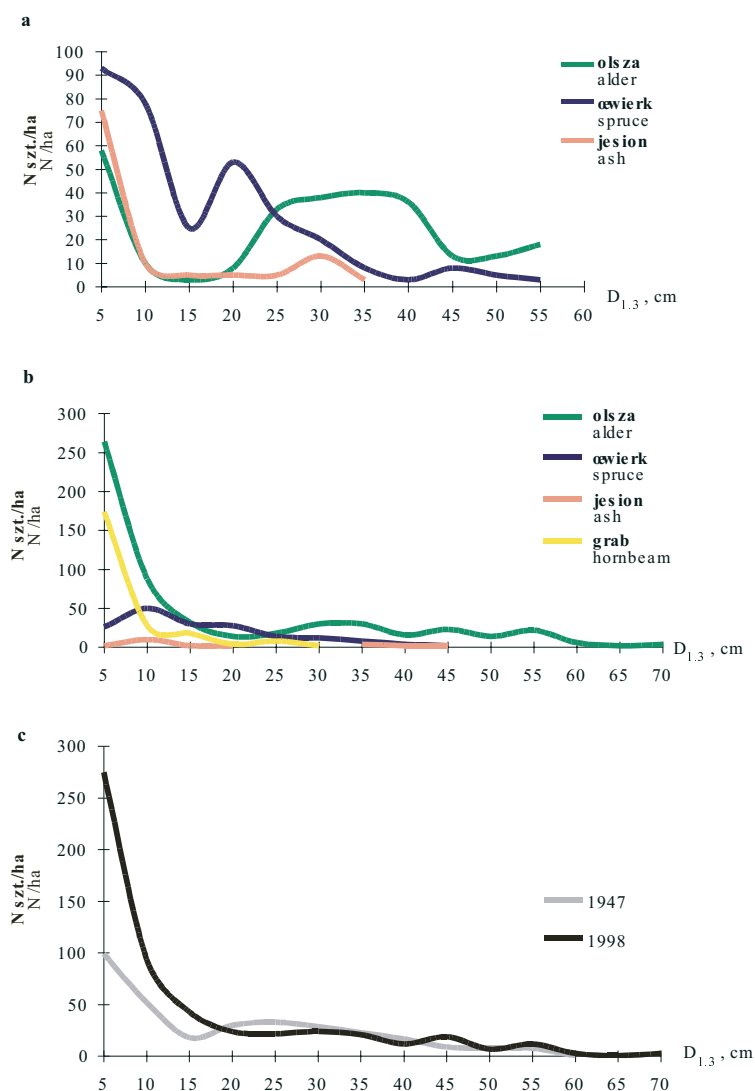 a
100
90
80
70
60
50
40
30
20
10
0
N szt./ha
N /ha
5 10 15 20 25 30 35 40 45 50 55 60
D1.3 , cm
olsza
alder
œwierk
spruce
jesion
ash
b
300
250
200
150
100
50
0
N szt./ha
N /ha
5 10 15 20 25 30 35 40 45 50 55 60 65 70
D1.3 , cm
olsza
alder
œwierk
spruce
jesion
ash
grab
hornbeam
c
300
250
200
150
100
50
0
N szt./ha
N /ha
5 10 15 20 25 30 35 40 45 50 55 60 65 70
D1.3 , cm
1947
1998